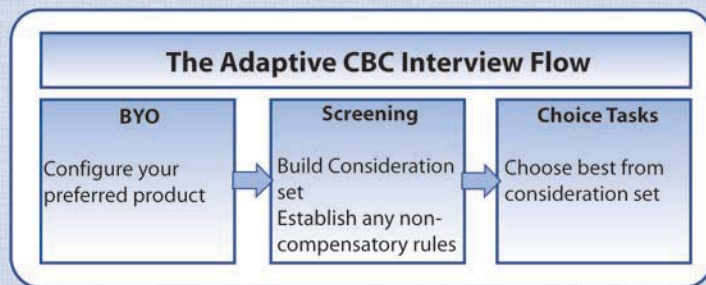 The Adaptive CBC Interview Flow
BYO
Configure your
preferred product
Screening
Build Consideration
set
Establish any non-
compensatory rules
Choice Tasks
Choose best from
consideration set